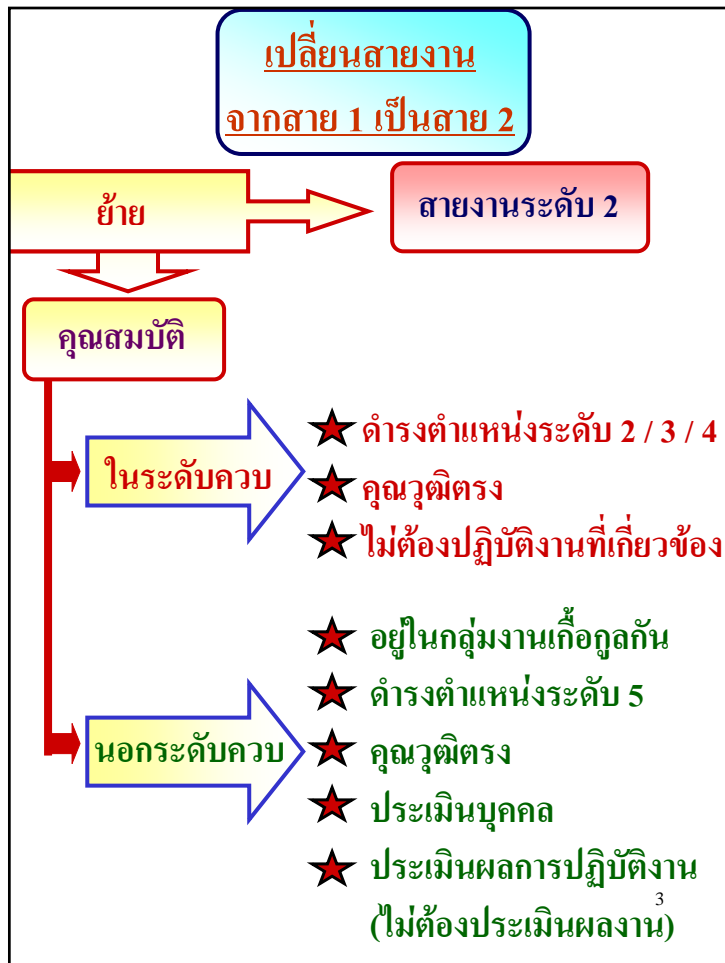 เปลี่ยนสายงาน
จากสาย 1 เป็นสาย 2
ย้าย
สายงานระดับ 2
คุณสมบัติ
ในระดับควบ
ดำรงตำแหน่งระดับ 2 / 3 / 4
คุณวุฒิตรง
ไม่ต้องปฏิบัติงานที่เกี่ยวข้อง
นอกระดับควบ
อยู่ในกลุ่มงานเกื้อกูลกัน
ดำรงตำแหน่งระดับ 5
คุณวุฒิตรง
ประเมินบุคคล
ประเมินผลการปฏิบัติงาน
(ไม่ต้องประเมินผลงาน)
3